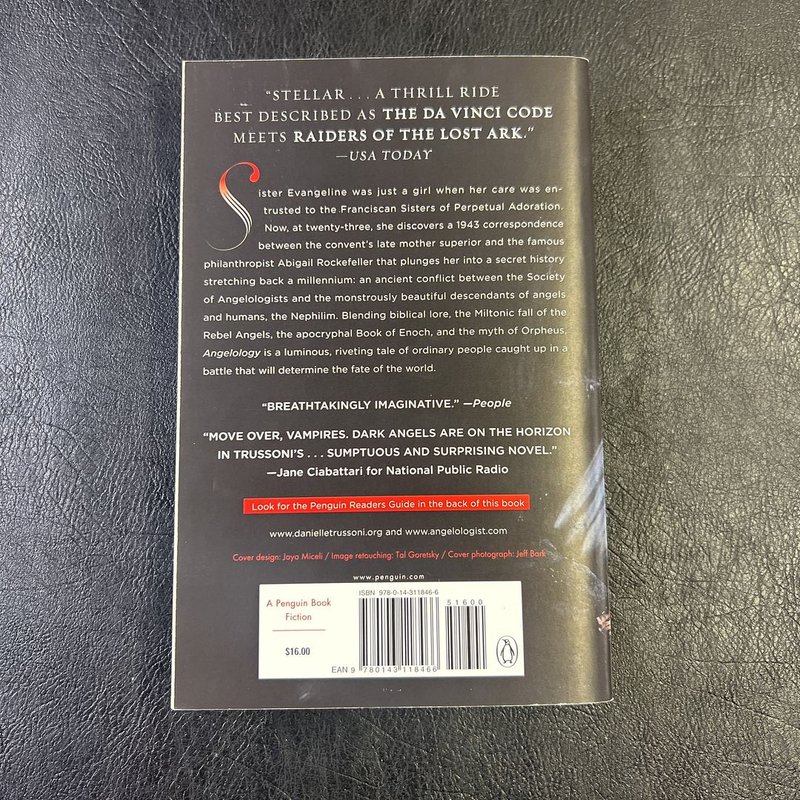 “STELLAR . . . A THRILL RIDE
BEST DESCRIBED AS THE DA VINCI CODE
MEETS RAIDERS OF THE LOST ARK.”
—USA TODAY
Sister Evangeline was just a girl when her care was en-
trusted to the Franciscan Sisters of Perpetual Adoration.
Now, at twenty-three, she discovers a 1943 correspondence
between the convent’s late mother superior and the famous
philanthropist Abigail Rockefeller that plunges her into a secret history
stretching back a millennium: an ancient conflict between the Society
of Angelologists and the monstrously beautiful descendants of angels
and humans, the Nephilim. Blending biblical lore, the Miltonic fall of the
Rebel Angels, the apocryphal Book of Enoch, and the myth of Orpheus,
Angelology is a luminous, riveting tale of ordinary people caught up in a
battle that will determine the fate of the world.
“BREATHTAKINGLY IMAGINATIVE.” —People
“MOVE OVER, VAMPIRES. DARK ANGELS ARE ON THE HORIZON
IN TRUSSONI’S . . . SUMPTUOUS AND SURPRISING NOVEL.”
—Jane Ciabattari for National Public Radio
Look for the Penguin Readers Guide in the back of this book
www.danielletrussoni.org and www.angelologist.com
Cover design: Jaya Miceli / Image retouching: Tal Goretsky / Cover photograph: Jeff Bark
www.penguin.com
A Penguin Book
Fiction
$16.00
ISBN 978-0-14-311846-6
51600
EAN 9 780143 118466